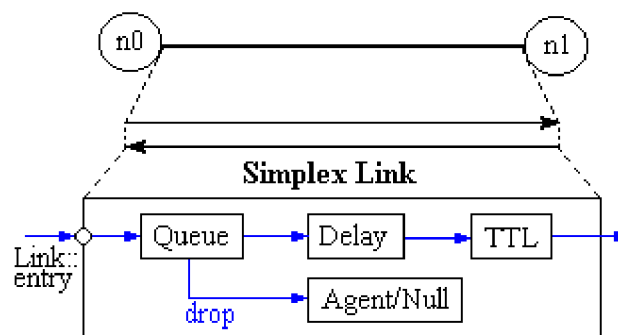 n0
n1
Simplex Link
Queue
Delay
TTL
Link::
entry
drop
Agent/Null